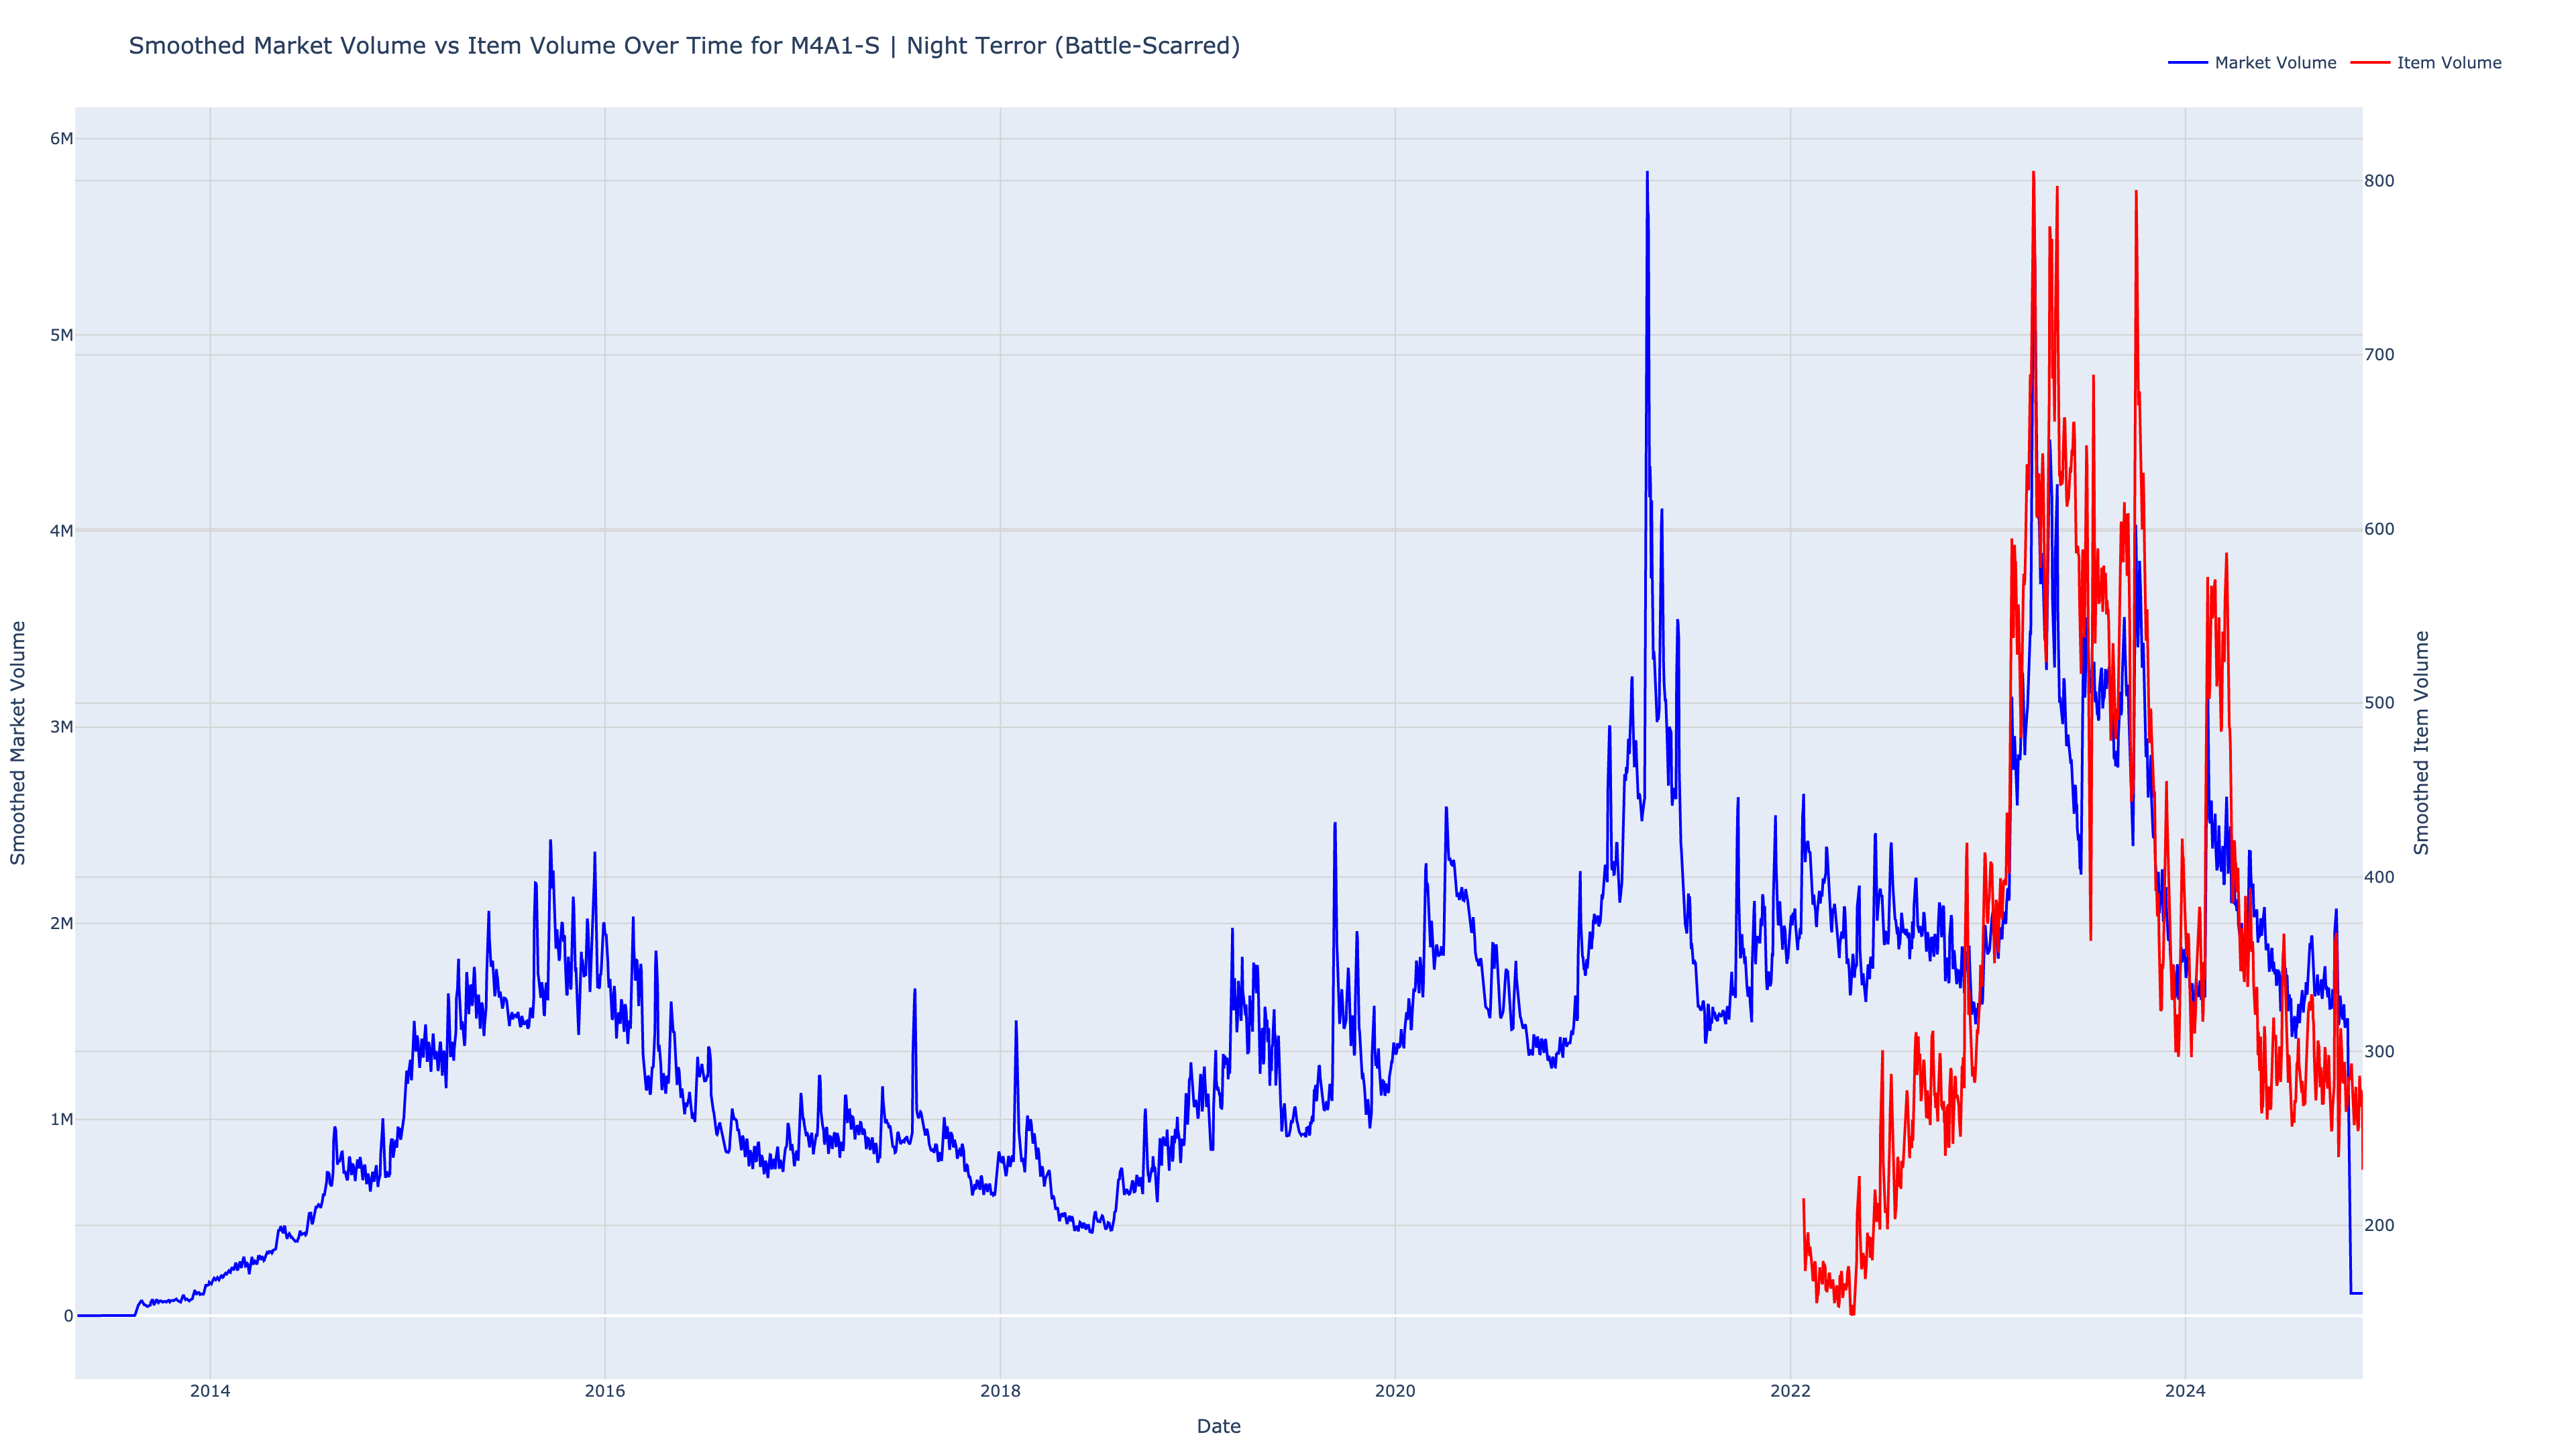 Smoothed Market Volume vs Item Volume Over Time for M4A1-S | Night Terror (Battle-Scarred)
Market Volume
Item Volume
6M
5M
4M
3M
2M
1M
0
Smoothed Market Volume
800
700
600
500
400
300
200
Smoothed Item Volume
2014
2016
2018
2020
2022
2024
Date